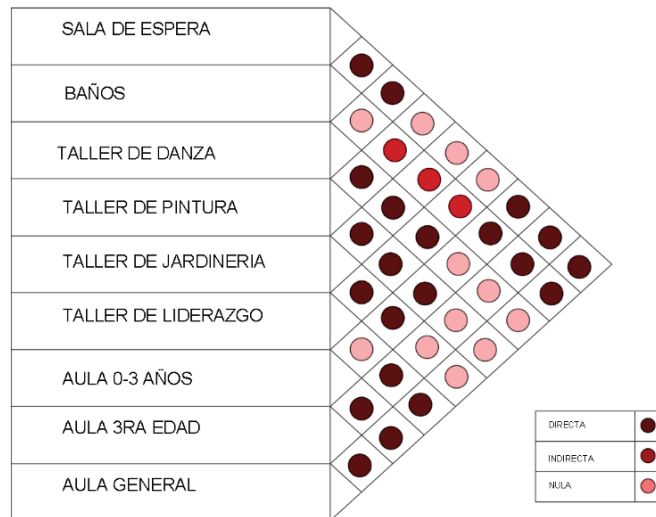 SALA DE ESPERA
BAÑOS
TALLER DE DANZA
TALLER DE PINTURA
TALLER DE JARDINERIA
TALLER DE LIDERAZGO
AULA 0-3 AÑOS
AULA 3RA EDAD
AULA GENERAL
DIRECTA
INDIRECTA
NULA